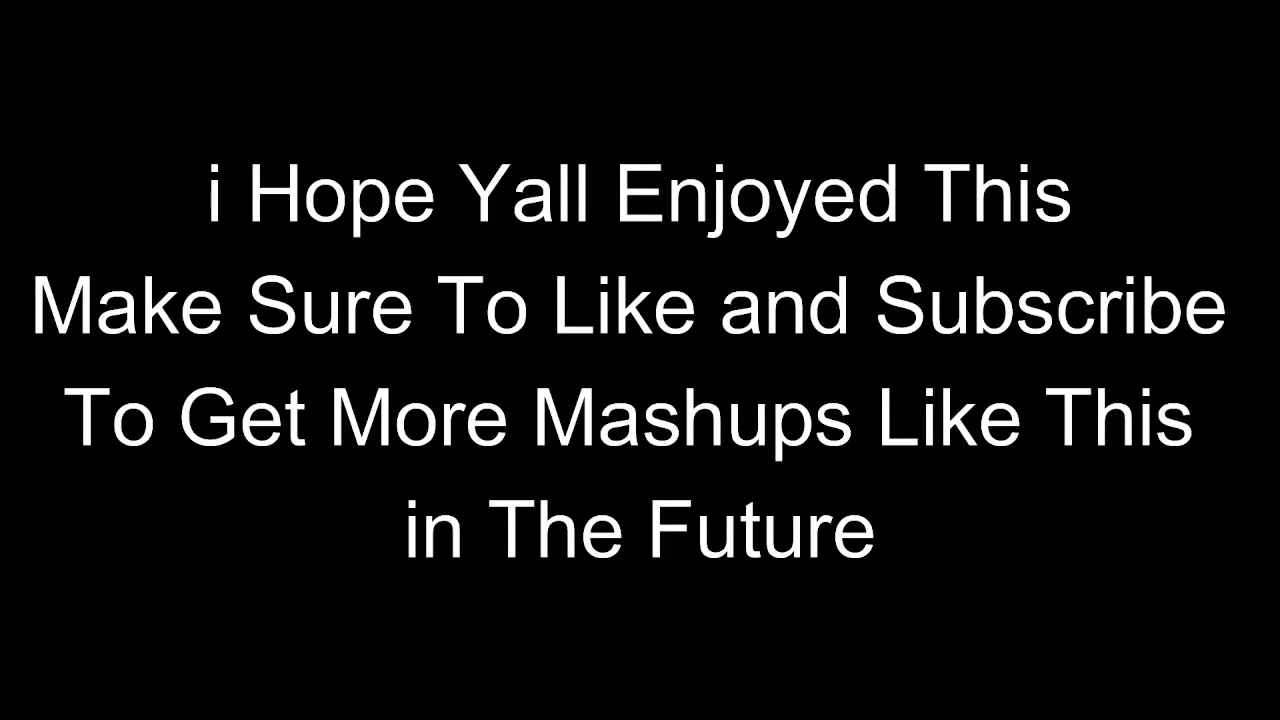 i Hope Yall Enjoyed This
Make Sure To Like and Subscribe
To Get More Mashups Like This
in The Future